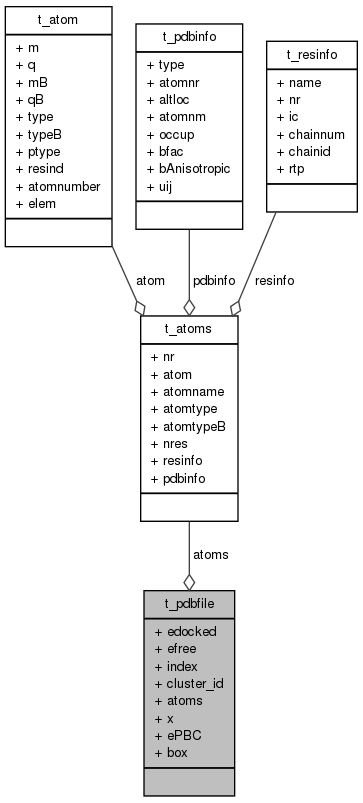 t_atom
+ m
+ q
+ mB
+ qB
+ type
+ typeB
+ ptype
+ resind
+ atomnumber
+ elem
t_pdbinfo
+ type
+ atomnr
+ altloc
+ atomnm
+ occup
+ bfac
+ bAnisotropic
+ uij
t_resinfo
+ name
+ nr
+ ic
+ chainnum
+ chainid
+ rtp
atom
pdbinfo
resinfo
t_atoms
+ nr
+ atom
+ atomname
+ atomtype
+ atomtypeB
+ nres
+ resinfo
+ pdbinfo
atoms
t_pdbfile
+ edocked
+ efree
+ index
+ cluster_id
+ atoms
+ x
+ ePBC
+ box